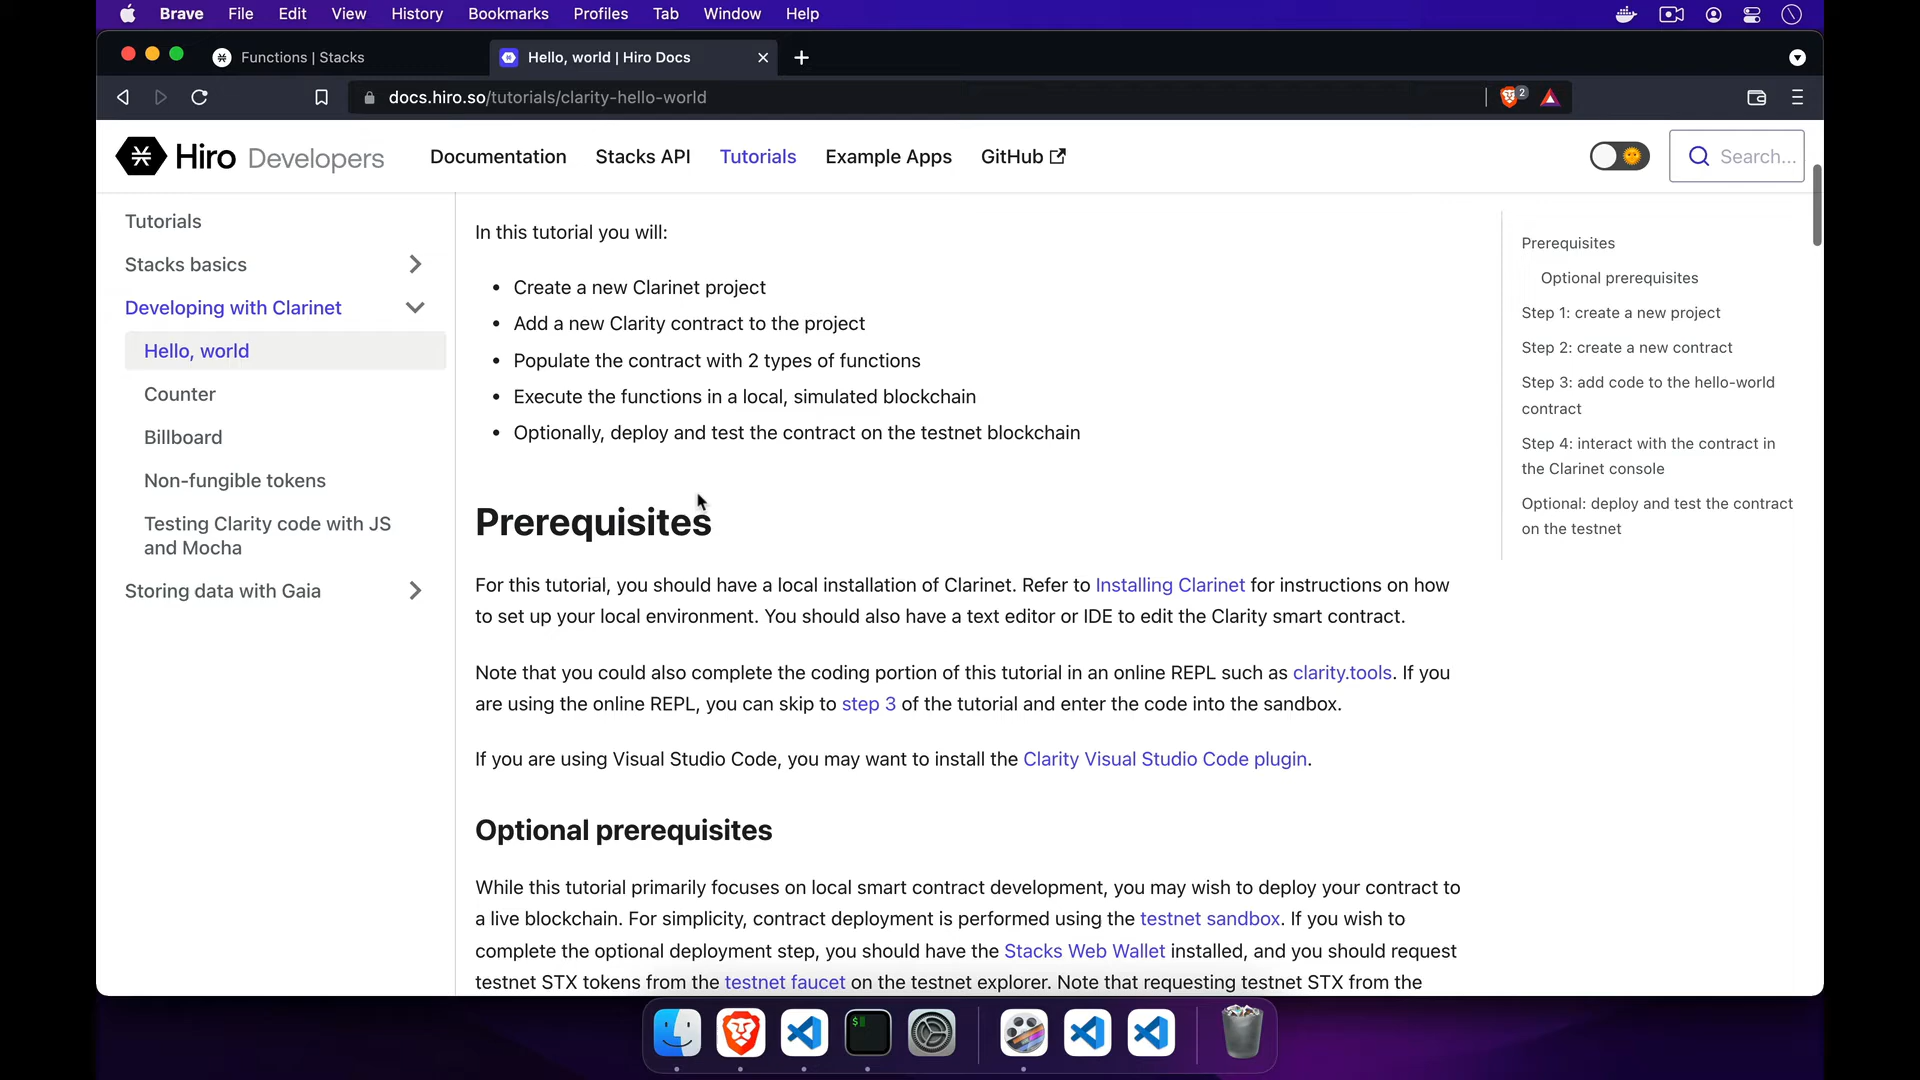 Brave File Edit View History Bookmarks Profiles Tab Window Help
Functions | Stacks
Hello, world | Hiro Docs
docs.hiro.so/tutorials/clarity-hello-world
2
Hiro Developers
Documentation
Stacks API
Tutorials
Example Apps
GitHub
Search...
Tutorials
Stacks basics
Developing with Clarinet
Hello, world
Counter
Billboard
Non-fungible tokens
Testing Clarity code with JS
and Mocha
Storing data with Gaia
In this tutorial you will:
• Create a new Clarinet project
• Add a new Clarity contract to the project
• Populate the contract with 2 types of functions
• Execute the functions in a local, simulated blockchain
• Optionally, deploy and test the contract on the testnet blockchain
Prerequisites
For this tutorial, you should have a local installation of Clarinet. Refer to Installing Clarinet for instructions on how
to set up your local environment. You should also have a text editor or IDE to edit the Clarity smart contract.
Note that you could also complete the coding portion of this tutorial in an online REPL such as clarity.tools. If you
are using the online REPL, you can skip to step 3 of the tutorial and enter the code into the sandbox.
If you are using Visual Studio Code, you may want to install the Clarity Visual Studio Code plugin.
Optional prerequisites
While this tutorial primarily focuses on local smart contract development, you may wish to deploy your contract to
a live blockchain. For simplicity, contract deployment is performed using the testnet sandbox. If you wish to
complete the optional deployment step, you should have the Stacks Web Wallet installed, and you should request
testnet STX tokens from the testnet faucet on the testnet explorer. Note that requesting testnet STX from the
Prerequisites
Optional prerequisites
Step 1: create a new project
Step 2: create a new contract
Step 3: add code to the hello-world
contract
Step 4: interact with the contract in
the Clarinet console
Optional: deploy and test the contract
on the testnet
$